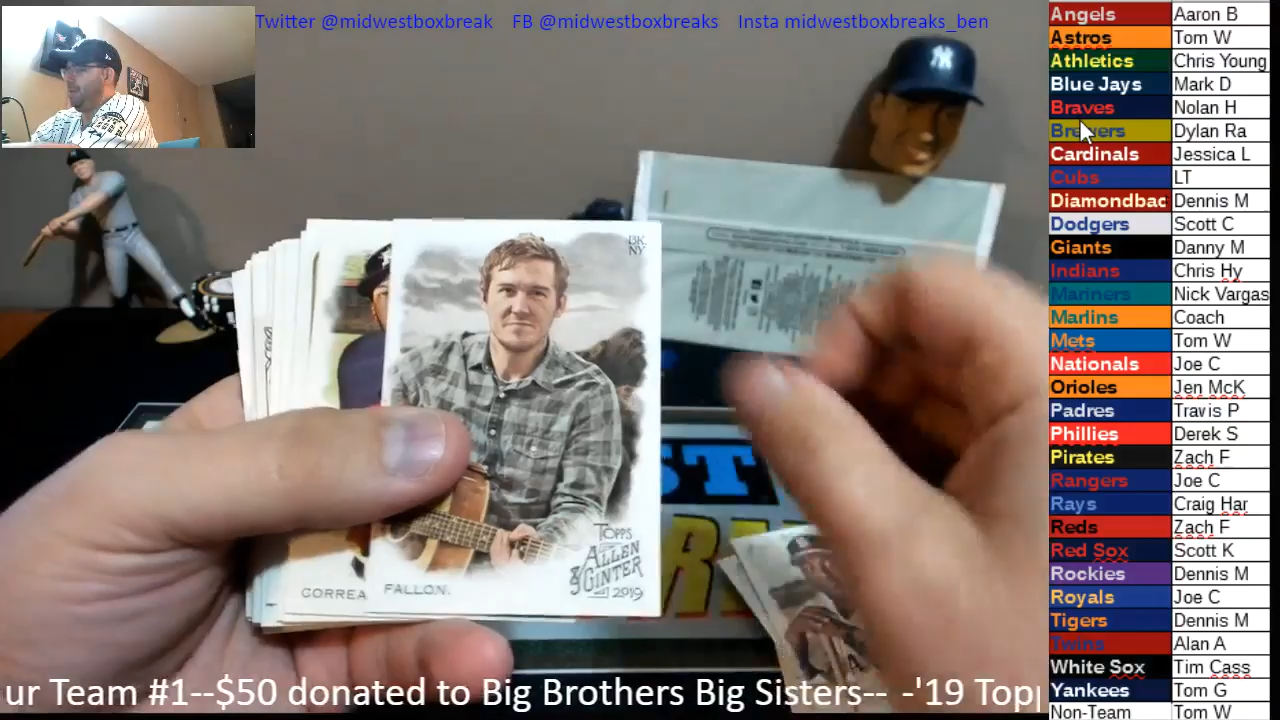 Twitter @midwestboxbreak FB @midwestboxbreaks Insta midwestboxbreaks_ben
Angels Aaron B
Astros Tom W
Athletics Chris Young
Blue Jays Mark D
Braves Nolan H
Brewers Dylan Ra
Cardinals Jessica L
Cubs LT
Diamondbac Dennis M
Dodgers Scott C
Giants Danny M
Indians Chris Hy
Mariners Nick Vargas
Marlins Coach
Mets Tom W
Nationals Joe C
Orioles Jen McK
Padres Travis P
Phillies Derek S
Pirates Zach F
Rangers Joe C
Rays Craig Har
Reds Zach F
Red Sox Scott K
Rockies Dennis M
Royals Joe C
Tigers Dennis M
Twins Alan A
White Sox Tim Cass
Yankees Tom G
Non-Team Tom W
BK.
NY
TOPPS
ALLEN
& GINTER
2019
CORREA
FALLON.
ST
ur Team #1--$50 donated to Big Brothers Big Sisters-- -'19 Top